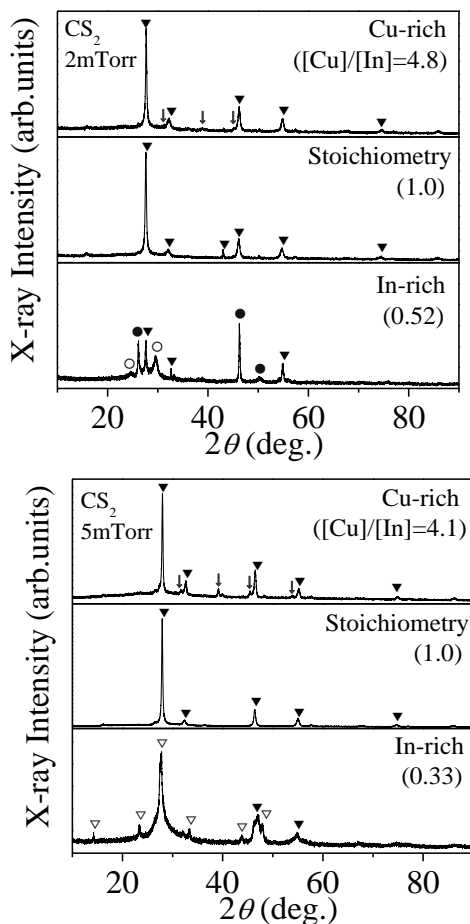 CS2
2mTorr
Cu-rich
([Cu]/[In]=4.8)
Stoichiometry
(1.0)
In-rich
(0.52)
X-ray Intensity (arb.units)
20 40 60 80
2θ (deg.)
CS2
5mTorr
Cu-rich
([Cu]/[In]=4.1)
Stoichiometry
(1.0)
In-rich
(0.33)
X-ray Intensity (arb.units)
20 40 60 80
2θ (deg.)